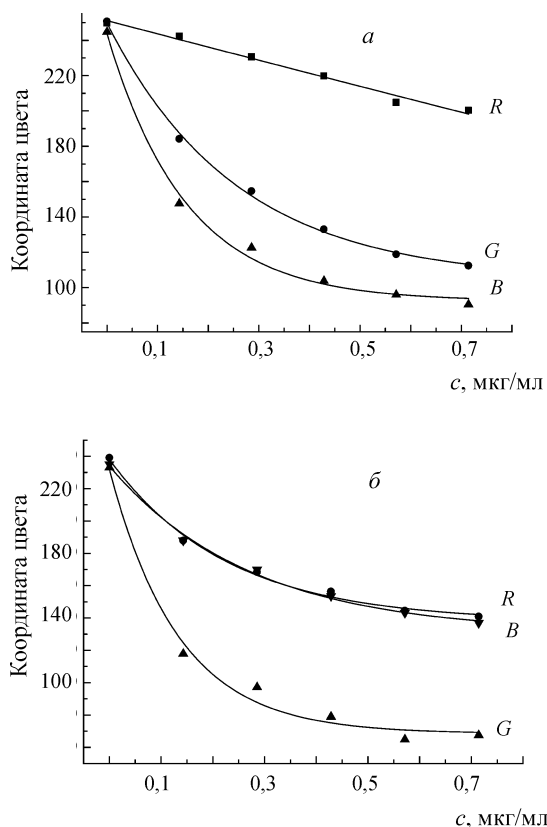 а
220
180
140
100
Координата цвета
R
G
B
0,1
0,3
0,5
0,7
c, мкг/мл
б
220
180
140
100
Координата цвета
R
B
G
0,1
0,3
0,5
0,7
c, мкг/мл